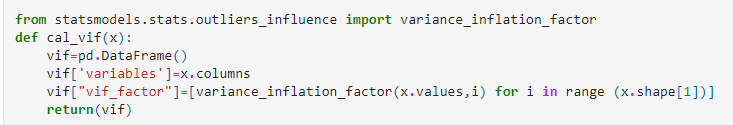 from statsmodels.stats.outliers_influence import variance_inflation_factor
def cal_vif(x):
    vif=pd.DataFrame()
    vif['variables']=x.columns
    vif["vif_factor"]=[variance_inflation_factor(x.values,i) for i in range (x.shape[1])]
    return(vif)